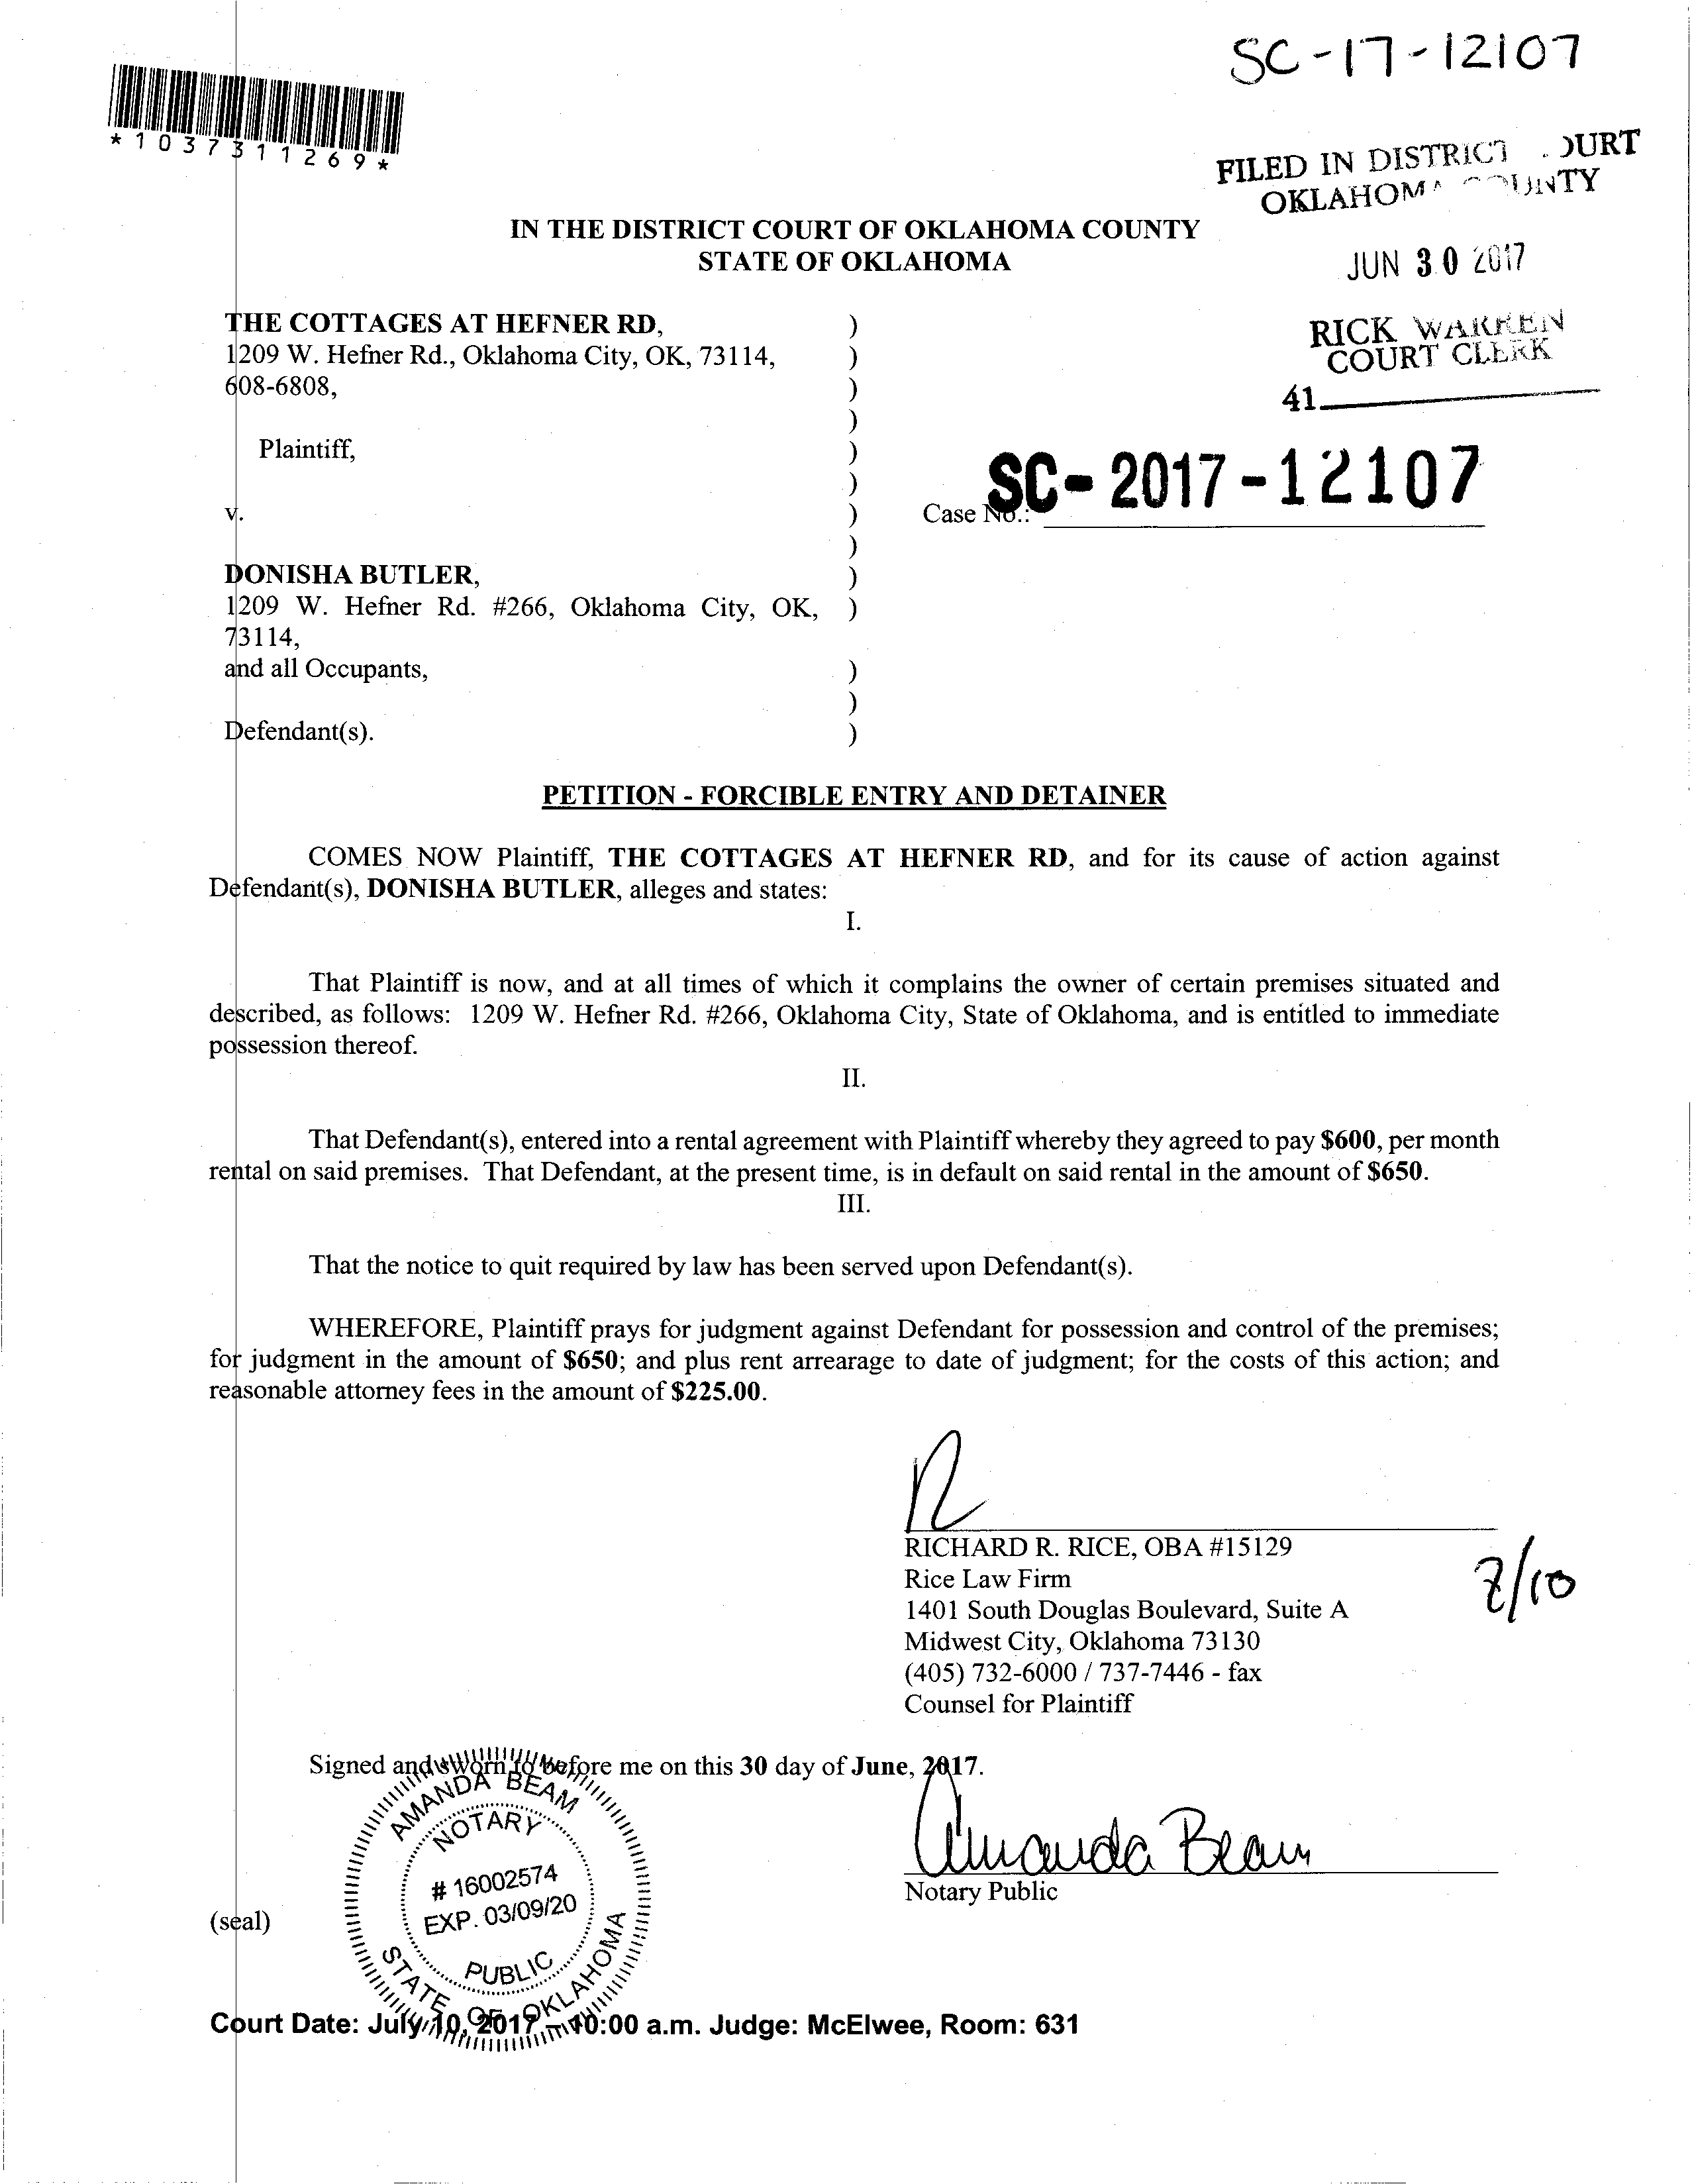 SC-17-12107
*1037311269*
FILED IN DISTRICT OURT
OKLAHOMA COUNTY
IN THE DISTRICT COURT OF OKLAHOMA COUNTY
STATE OF OKLAHOMA
JUN 30 2017
RICK WARREN
COURT CLERK
41
THE COTTAGES AT HEFNER RD, )
1209 W. Hefner Rd., Oklahoma City, OK, 73114, )
608-6808, )
)
Plaintiff, )
)
v. )
Case No.: SC-2017-12107
)
DONISHA BUTLER, )
1209 W. Hefner Rd. #266, Oklahoma City, OK, )
73114,
and all Occupants, )
)
Defendant(s). )
PETITION - FORCIBLE ENTRY AND DETAINER
COMES NOW Plaintiff, THE COTTAGES AT HEFNER RD, and for its cause of action against
Defendant(s), DONISHA BUTLER, alleges and states:
I.
That Plaintiff is now, and at all times of which it complains the owner of certain premises situated and
described, as follows: 1209 W. Hefner Rd. #266, Oklahoma City, State of Oklahoma, and is entitled to immediate
possession thereof.
II.
That Defendant(s), entered into a rental agreement with Plaintiff whereby they agreed to pay $600, per month
rental on said premises. That Defendant, at the present time, is in default on said rental in the amount of $650.
III.
That the notice to quit required by law has been served upon Defendant(s).
WHEREFORE, Plaintiff prays for judgment against Defendant for possession and control of the premises;
for judgment in the amount of $650; and plus rent arrearage to date of judgment; for the costs of this action; and
reasonable attorney fees in the amount of $225.00.
RICHARD R. RICE, OBA #15129
Rice Law Firm
1401 South Douglas Boulevard, Suite A
Midwest City, Oklahoma 73130
(405) 732-6000 / 737-7446 - fax
Counsel for Plaintiff
7/10
Signed and sworn to before me on this 30 day of June, 2017.
AMANDA BEAM
NOTARY
# 16002574
EXP. 03/09/20
PUBLIC
STATE OF OKLAHOMA
Amanda Beam
Notary Public
(seal)
Court Date: July 10, 2017 – 10:00 a.m. Judge: McElwee, Room: 631